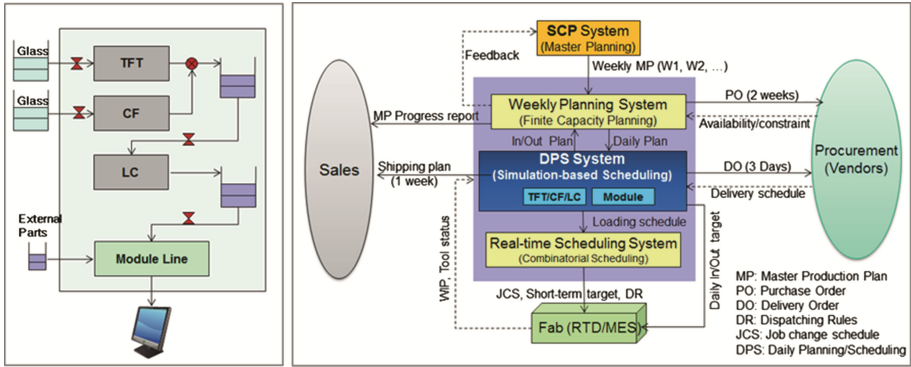 Glass
TFT
Glass
CF
LC
External
Parts
Module Line
SCP System
(Master Planning)
Feedback
Weekly MP (W1, W2, …)
Weekly Planning System
(Finite Capacity Planning)
PO (2 weeks)
MP Progress report
Availability/constraint
In/Out Plan
Daily Plan
Sales
DPS System
(Simulation-based Scheduling)
TFT/CF/LC
Module
Shipping plan
(1 week)
DO (3 Days)
Delivery schedule
Procurement
(Vendors)
Loading schedule
Real-time Scheduling System
(Combinatorial Scheduling)
WIP, Tool status
Daily In/Out target
JCS, Short-term target, DR
Fab (RTD/MES)
MP: Master Production Plan
PO: Purchase Order
DO: Delivery Order
DR: Dispatching Rules
JCS: Job change schedule
DPS: Daily Planning/Scheduling